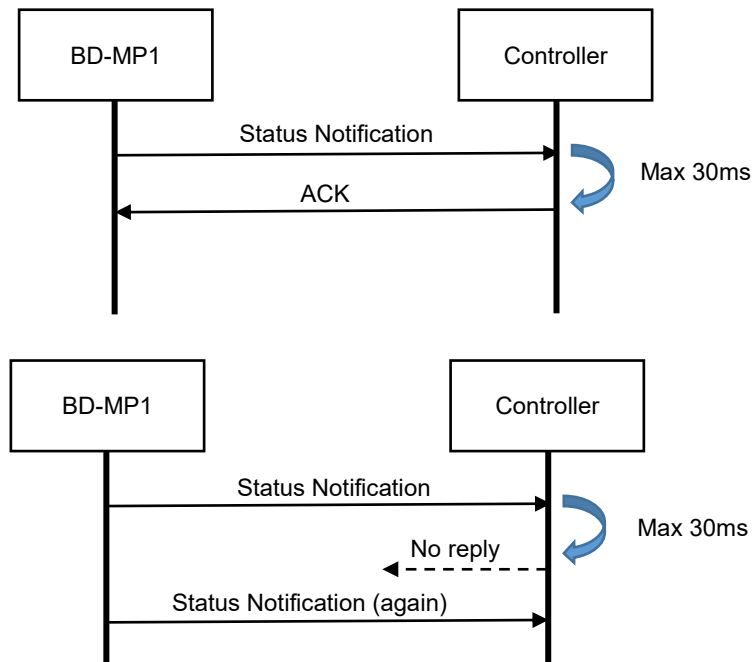 BD-MP1
Controller
Status Notification
Max 30ms
ACK
BD-MP1
Controller
Status Notification
Max 30ms
No reply
Status Notification (again)